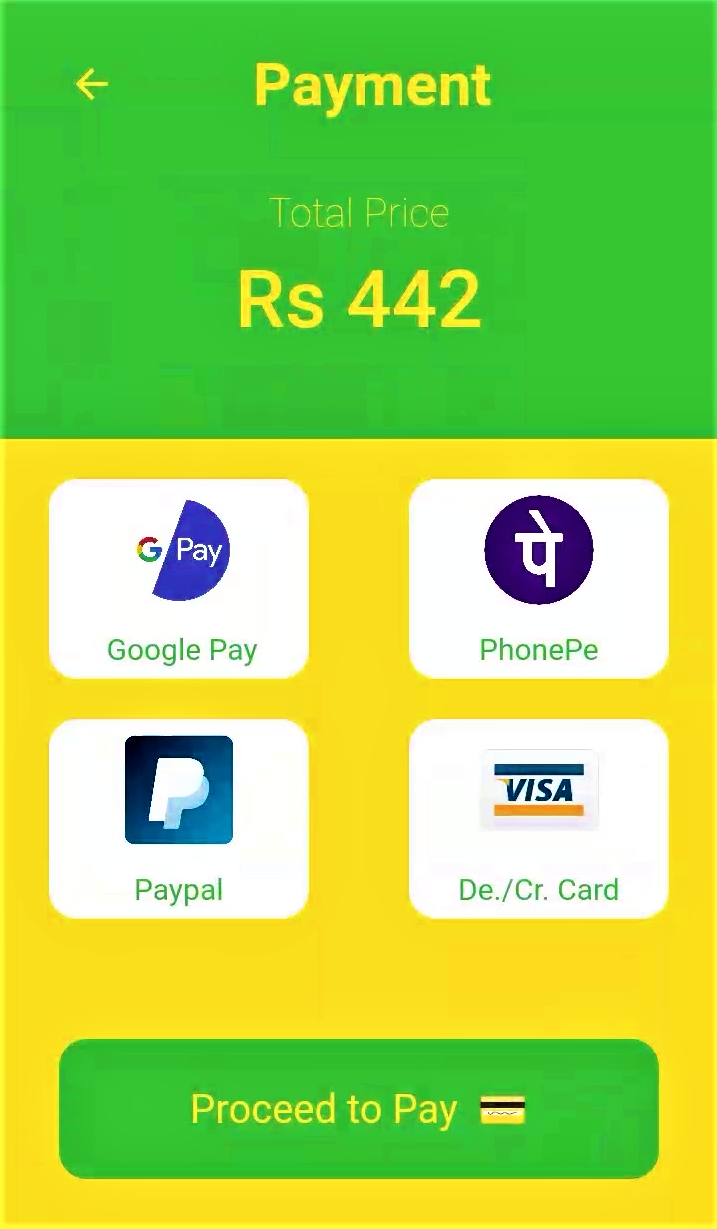 Payment
Total Price
Rs 442
G Pay
पे
Google Pay
PhonePe
VISA
Paypal
De./Cr. Card
Proceed to Pay